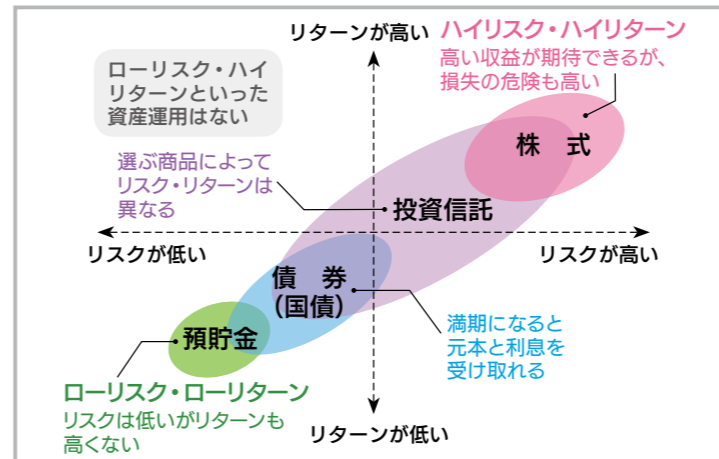 リターンが高い
ハイリスク・ハイリターン
高い収益が期待できるが、
損失の危険も高い
ローリスク・ハイ
リターンといった
資産運用はない
株　式
選ぶ商品によって
リスク・リターンは
異なる
投資信託
リスクが低い
リスクが高い
債　券
（国債）
満期になると
元本と利息を
受け取れる
預貯金
ローリスク・ローリターン
リスクは低いがリターンも
高くない
リターンが低い